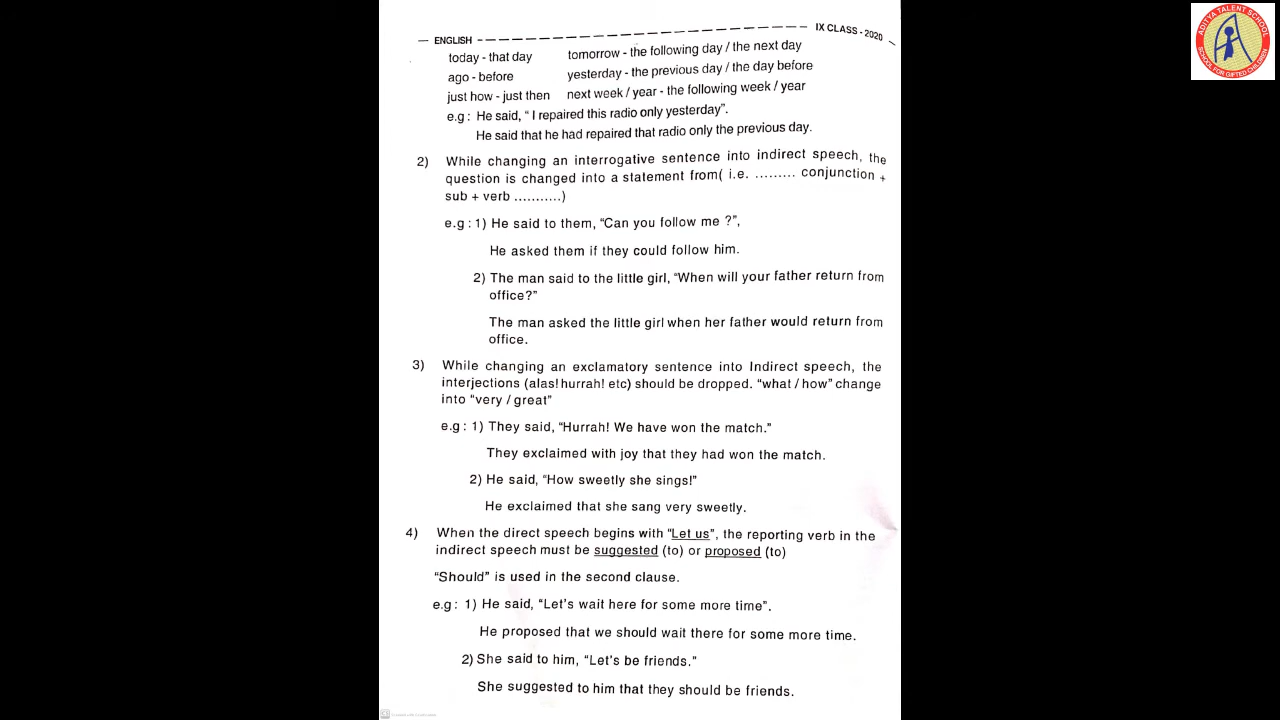 ENGLISH IX CLASS - 2020
today - that day tomorrow - the following day / the next day
ago - before yesterday - the previous day / the day before
just how - just then next week / year - the following week / year
e.g : He said, “ I repaired this radio only yesterday”.
He said that he had repaired that radio only the previous day.
2) While changing an interrogative sentence into indirect speech, the
question is changed into a statement from( i.e. ......... conjunction +
sub + verb ...........)
e.g : 1) He said to them, “Can you follow me ?”,
He asked them if they could follow him.
2) The man said to the little girl, “When will your father return from
office?”
The man asked the little girl when her father would return from
office.
3) While changing an exclamatory sentence into Indirect speech, the
interjections (alas! hurrah! etc) should be dropped. “what / how” change
into “very / great”
e.g : 1) They said, “Hurrah! We have won the match.”
They exclaimed with joy that they had won the match.
2) He said, “How sweetly she sings!”
He exclaimed that she sang very sweetly.
4) When the direct speech begins with “Let us”, the reporting verb in the
indirect speech must be suggested (to) or proposed (to)
“Should” is used in the second clause.
e.g : 1) He said, “Let’s wait here for some more time”.
He proposed that we should wait there for some more time.
2) She said to him, “Let’s be friends.”
She suggested to him that they should be friends.
ADITYA TALENT SCHOOL
SCHOOL FOR GIFTED CHILDREN